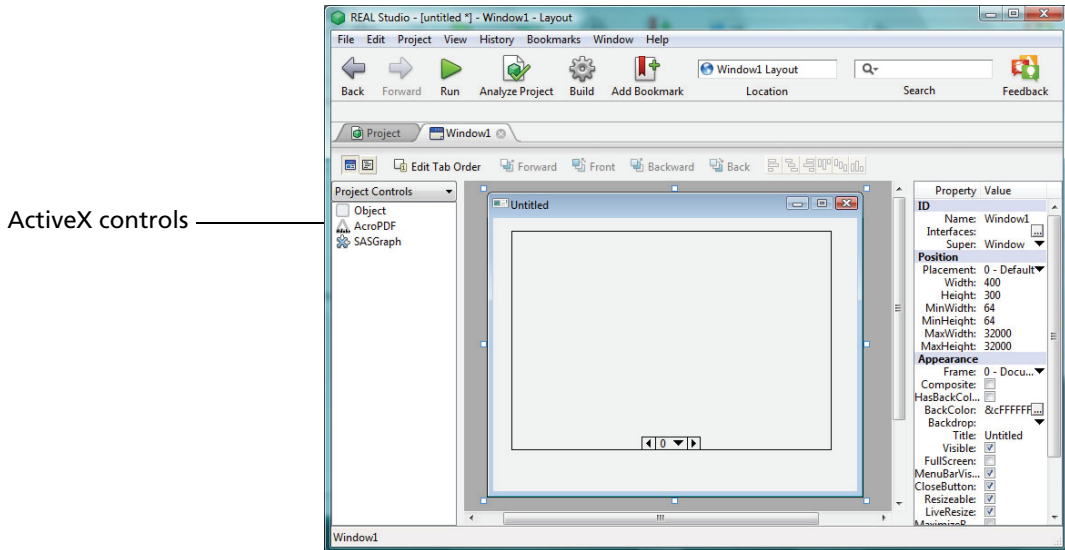 REAL Studio - [untitled *] - Window1 - Layout
File Edit Project View History Bookmarks Window Help
Window1 Layout
Back Forward Run Analyze Project Build Add Bookmark Location Search Feedback
Project Window1
Edit Tab Order Forward Front Backward Back
Project Controls
Property Value
Object
AcroPDF
SASGraph
ActiveX controls
Untitled
0
ID
Name: Window1
Interfaces: ...
Super: Window
Position
Placement: 0 - Default
Width: 400
Height: 300
MinWidth: 64
MinHeight: 64
MaxWidth: 32000
MaxHeight: 32000
Appearance
Frame: 0 - Docu...
Composite:
HasBackCol...
BackColor: &cFFFFFF...
Backdrop:
Title: Untitled
Visible:
FullScreen:
MenuBarVis...
CloseButton:
Resizeable:
LiveResize:
Window1